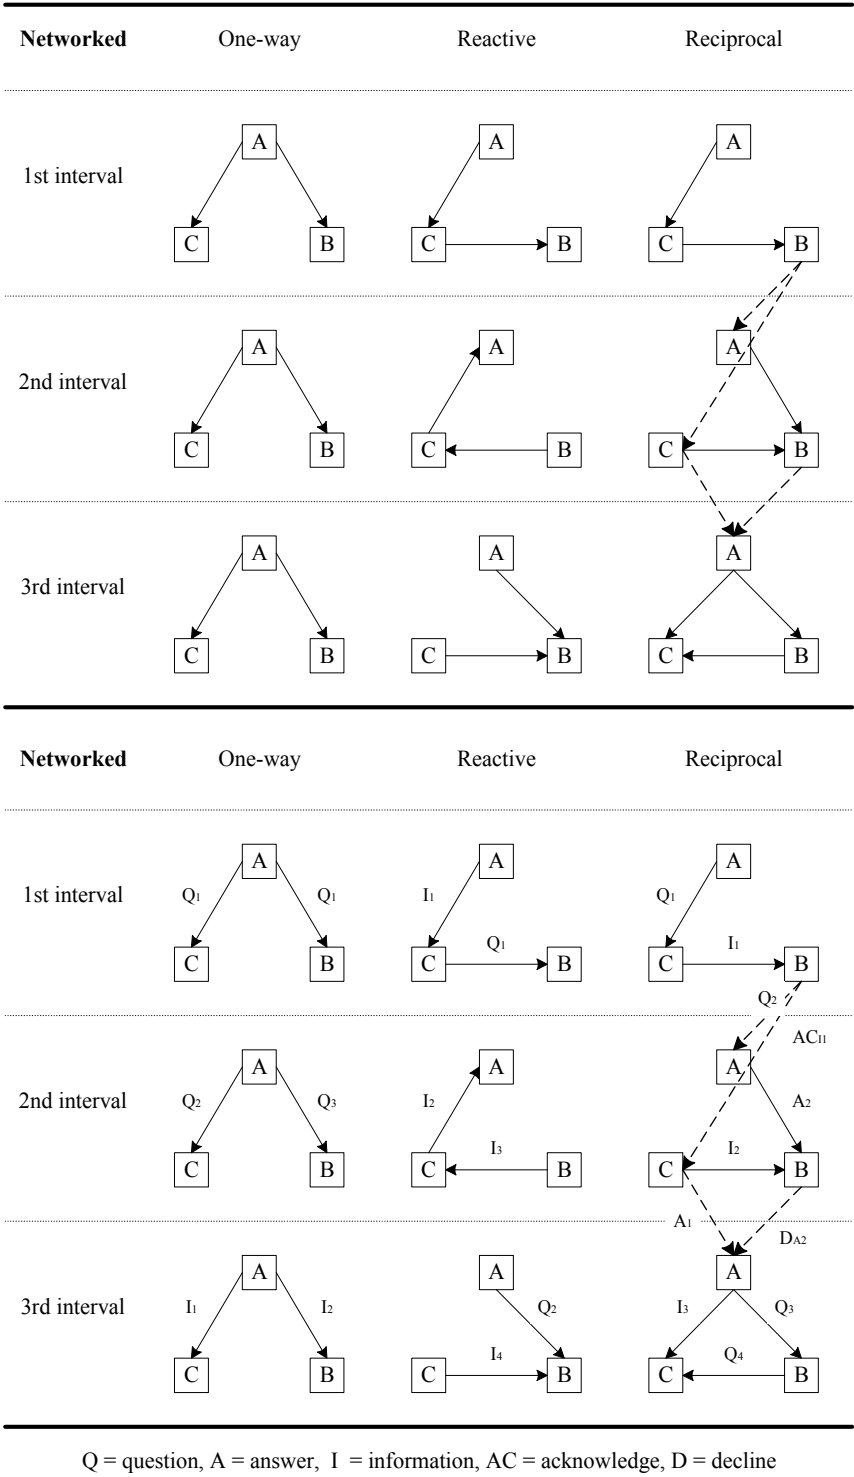 Networked One-way Reactive Reciprocal
A A A
1st interval
C B C B C B
A A A
2nd interval
C B C B C B
A A A
3rd interval
C B C B C B
Networked One-way Reactive Reciprocal
A A A
1st interval Q1 Q1 I1 Q1
Q1 I1
C B C B C B
Q2
ACI1
A A A
2nd interval Q2 Q3 I2 A2
I3 I2
C B C B C B
A1
DA2
A A A
3rd interval I1 I2 Q2 I3 Q3
I4 Q4
C B C B C B
Q = question, A = answer, I = information, AC = acknowledge, D = decline